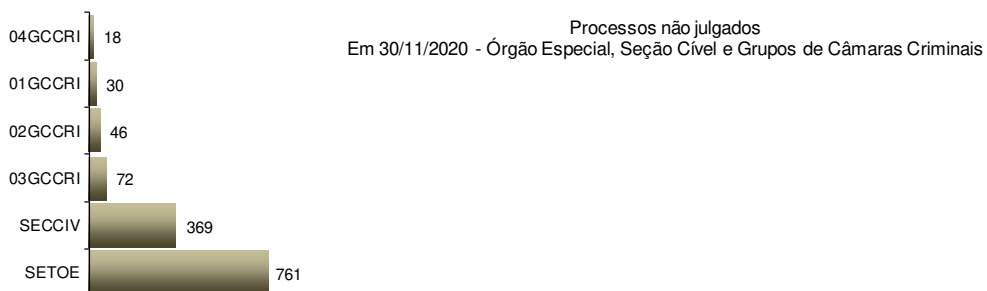 Processos não julgados
Em 30/11/2020 - Órgão Especial, Seção Cível e Grupos de Câmaras Criminais
04GCCRI 18
01GCCRI 30
02GCCRI 46
03GCCRI 72
SECCIV 369
SETOE 761